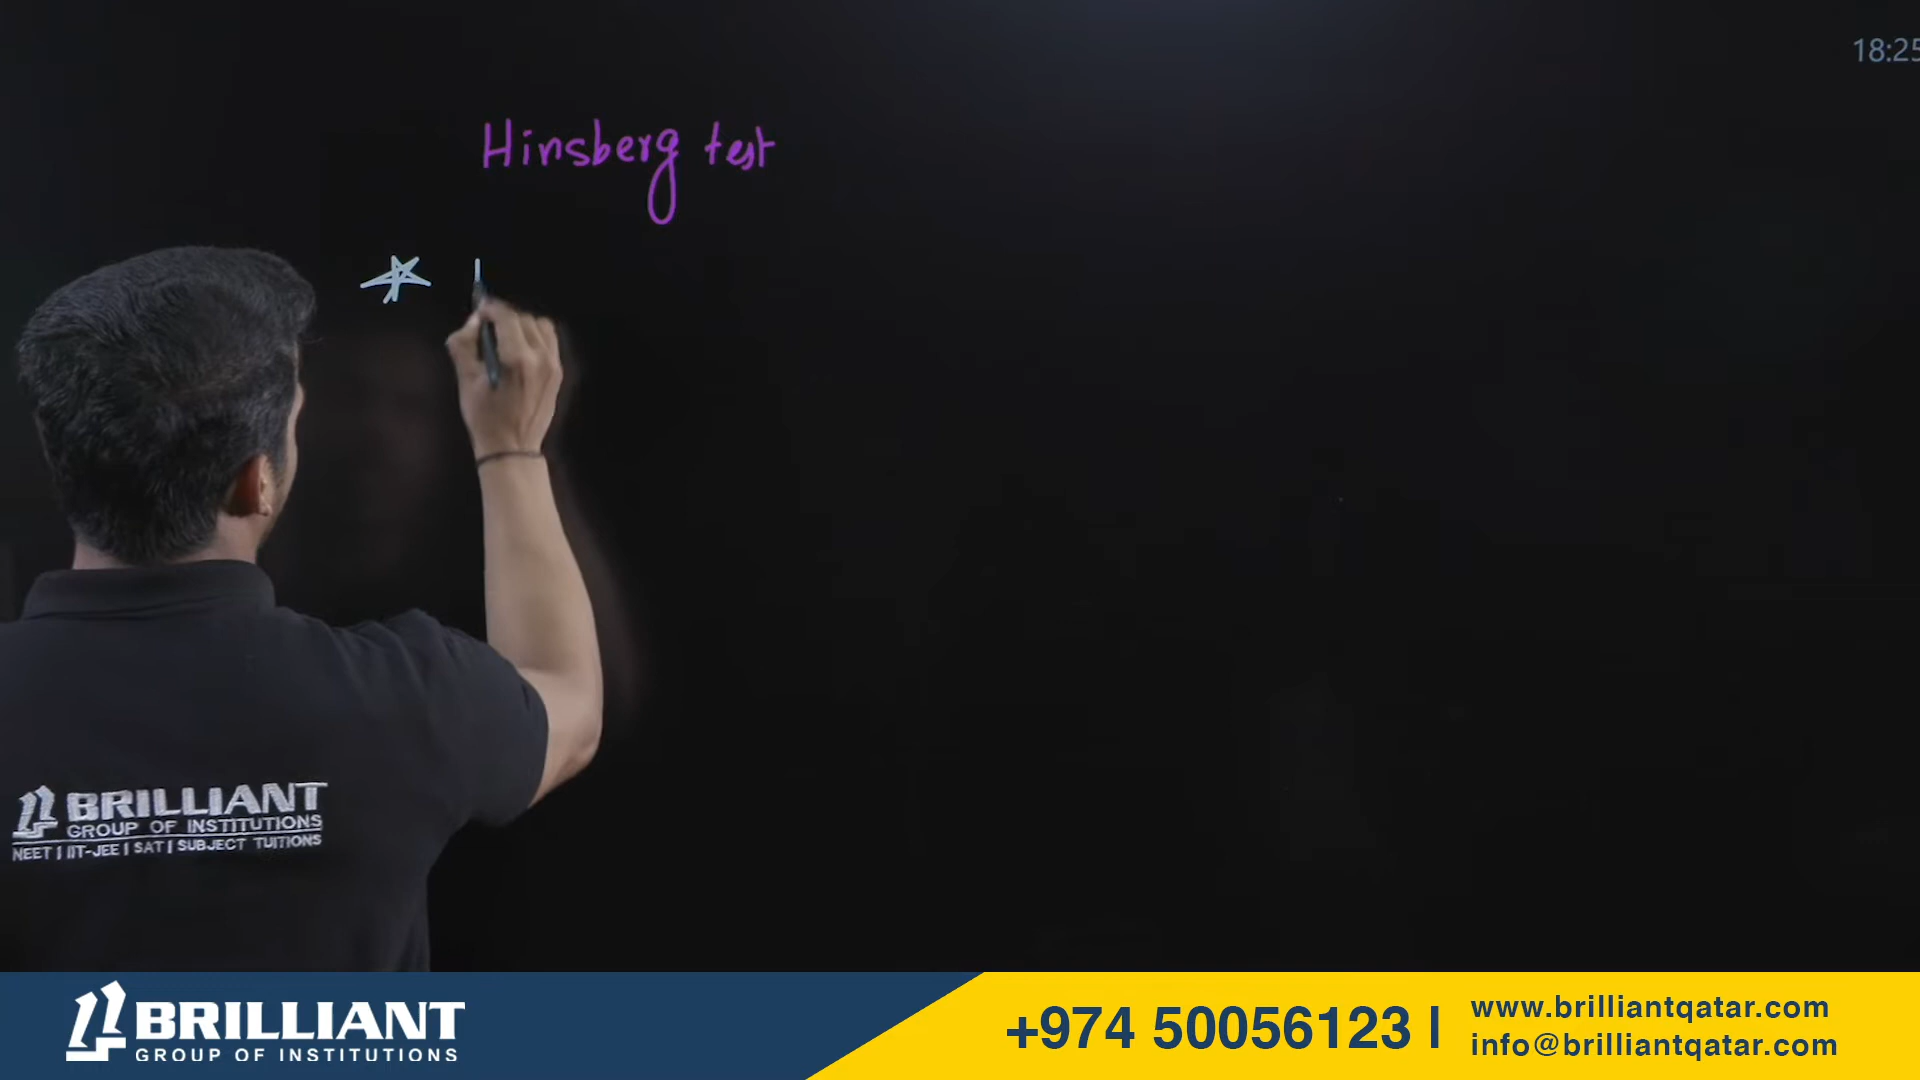 18:25
Hinsberg test
BRILLIANT
GROUP OF INSTITUTIONS
NEET | IIT-JEE | SAT | SUBJECT TUITIONS
BRILLIANT
GROUP OF INSTITUTIONS
+974 50056123 |
www.brilliantqatar.com
info@brilliantqatar.com